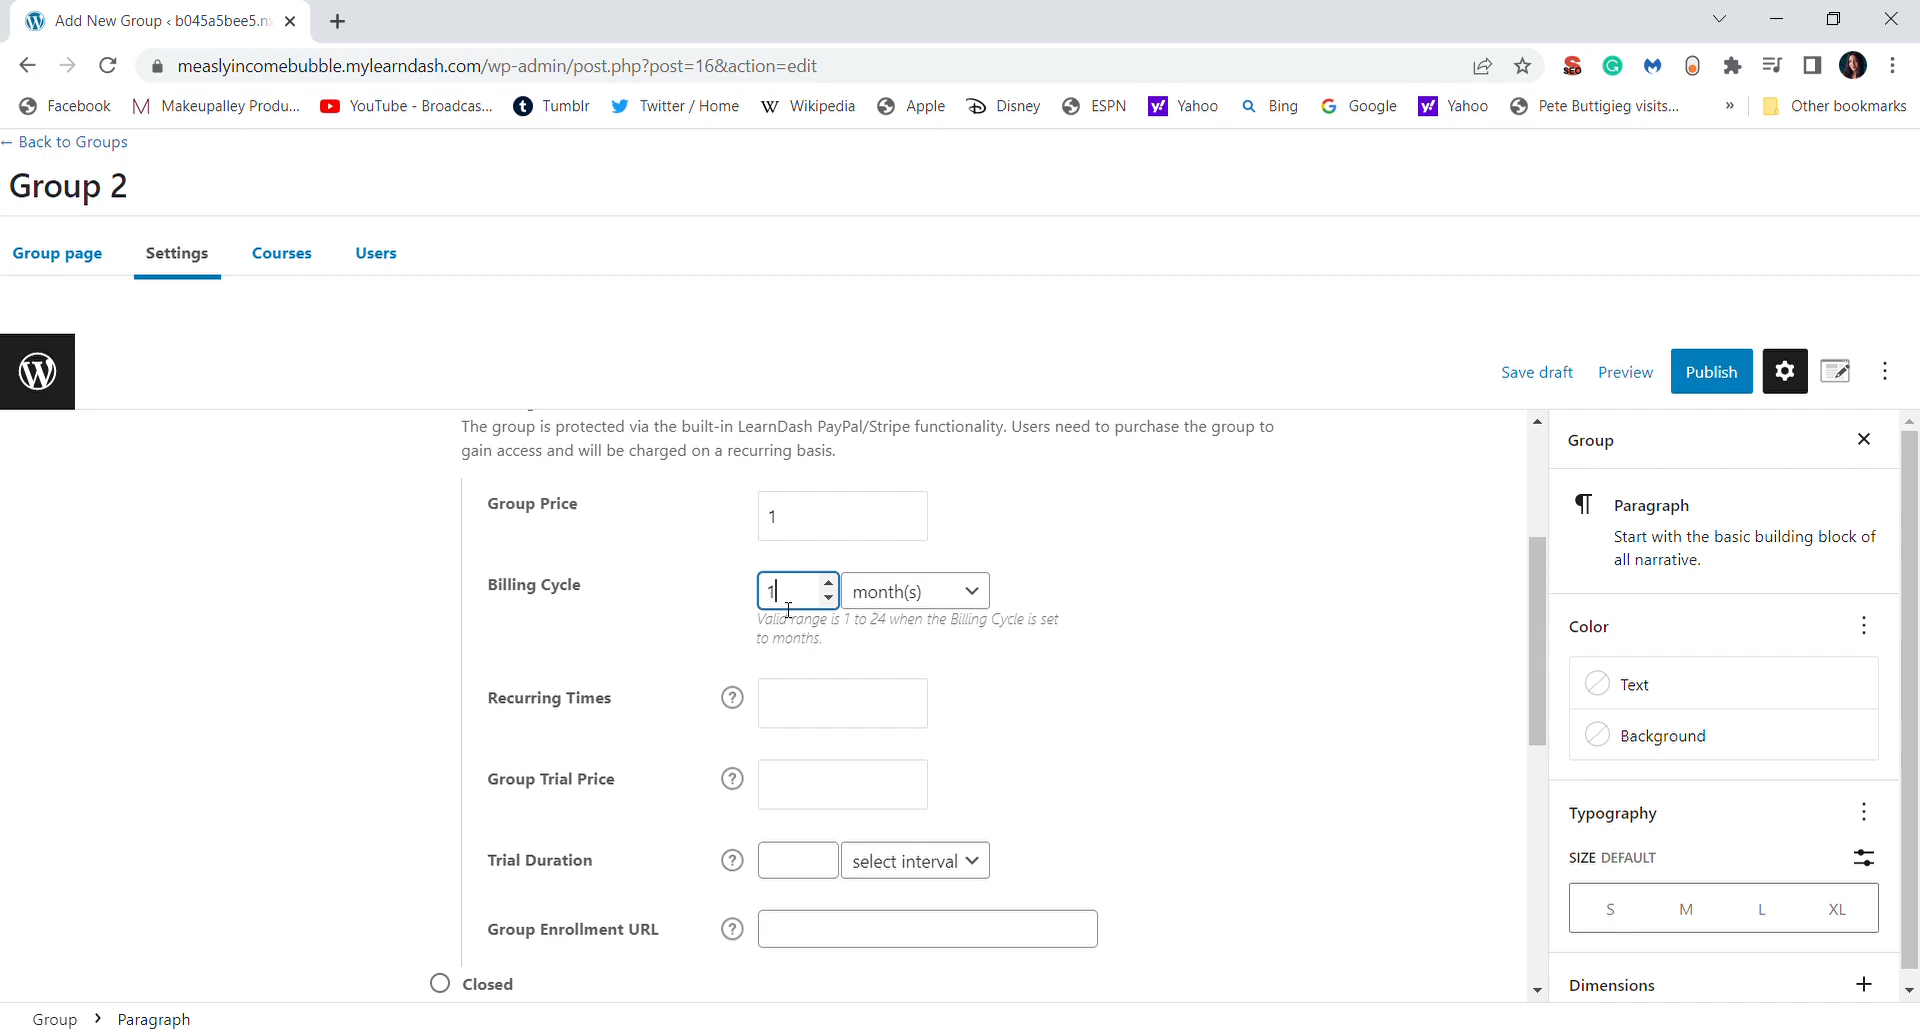 Add New Group ‹ b045a5bee5.nx
measlyincomebubble.mylearndash.com/wp-admin/post.php?post=16&action=edit
Facebook
Makeupalley Produ...
YouTube - Broadcas...
Tumblr
Twitter / Home
Wikipedia
Apple
Disney
ESPN
Yahoo
Bing
Google
Yahoo
Pete Buttigieg visits...
»
Other bookmarks
← Back to Groups
Group 2
Group page
Settings
Courses
Users
Save draft
Preview
Publish
The group is protected via the built-in LearnDash PayPal/Stripe functionality. Users need to purchase the group to
gain access and will be charged on a recurring basis.
Group Price
1
Billing Cycle
1
month(s)
Valid range is 1 to 24 when the Billing Cycle is set
to months.
Recurring Times
Group Trial Price
Trial Duration
select interval
Group Enrollment URL
Closed
Group
Paragraph
Start with the basic building block of
all narrative.
Color
Text
Background
Typography
SIZE DEFAULT
S M L XL
Dimensions
Group › Paragraph